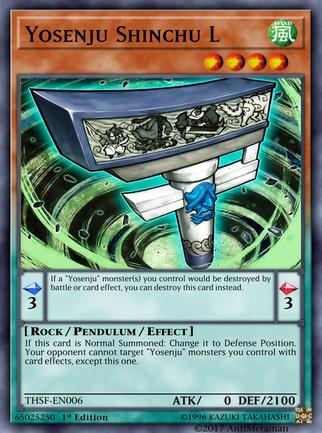 YOSENJU SHINCHU L
WIND
風
If a "Yosenju" monster(s) you control would be destroyed by
battle or card effect, you can destroy this card instead.
3
3
[ROCK / PENDULUM / EFFECT]
If this card is Normal Summoned: Change it to Defense Position.
Your opponent cannot target "Yosenju" monsters you control with
card effects, except this one.
THSF-EN006
ATK/ 0 DEF/2100
65025250 1st Edition ©1996 KAZUKI TAKAHASHI
©2017 AntiMetaman